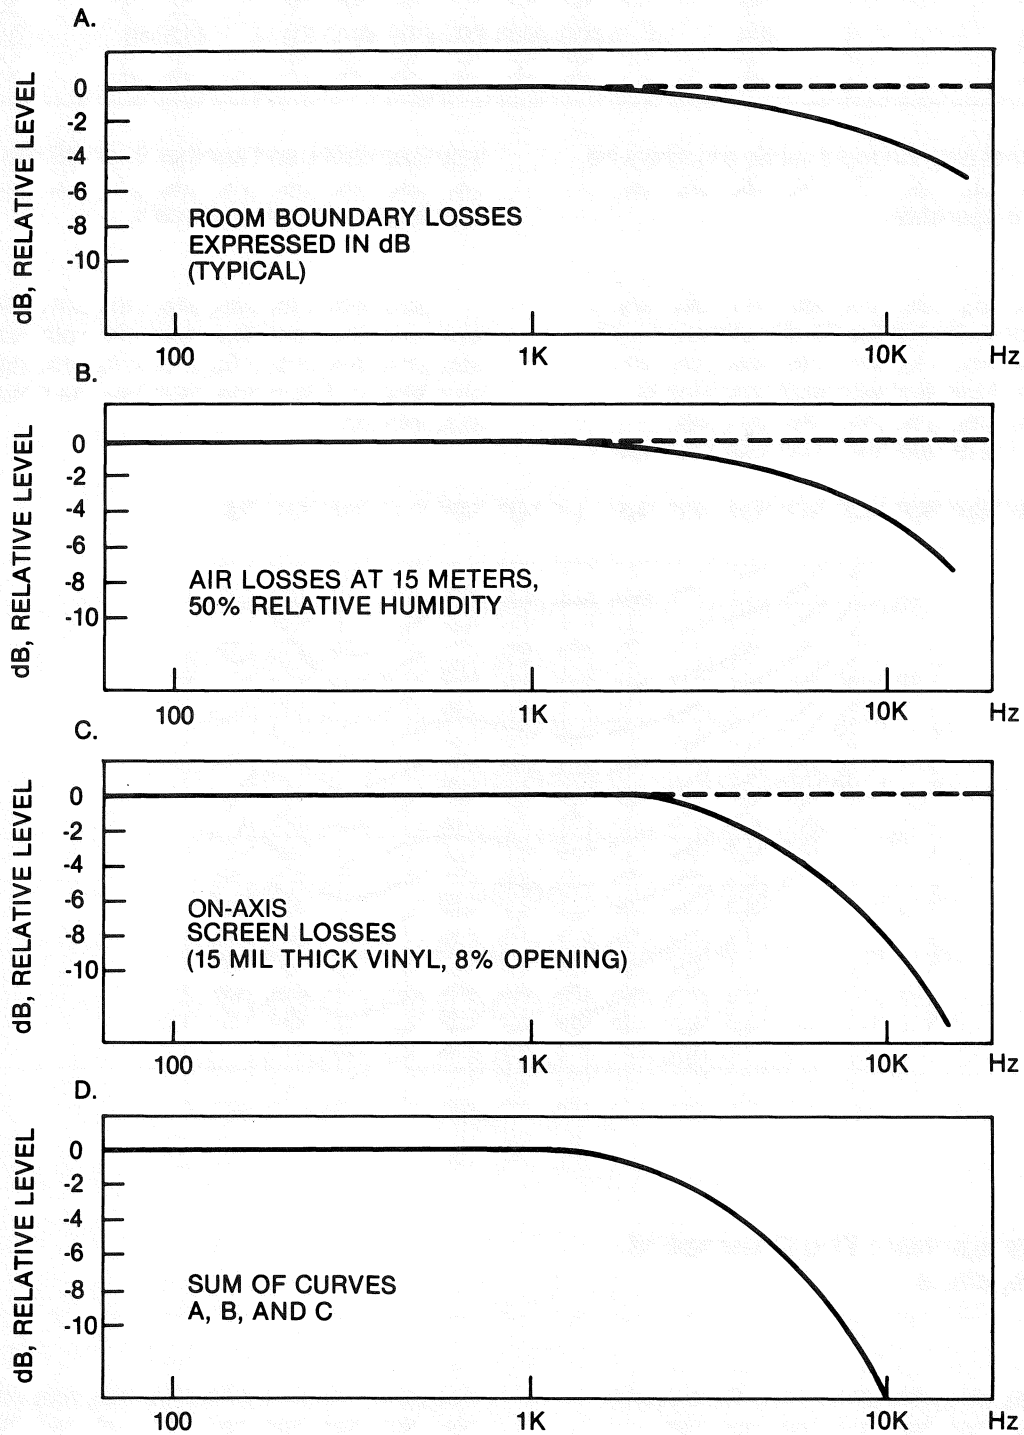 A.
dB, RELATIVE LEVEL
0
-2
-4
-6
-8
-10
ROOM BOUNDARY LOSSES
EXPRESSED IN dB
(TYPICAL)
100 1K 10K Hz
B.
dB, RELATIVE LEVEL
0
-2
-4
-6
-8
-10
AIR LOSSES AT 15 METERS,
50% RELATIVE HUMIDITY
100 1K 10K Hz
C.
dB, RELATIVE LEVEL
0
-2
-4
-6
-8
-10
ON-AXIS
SCREEN LOSSES
(15 MIL THICK VINYL, 8% OPENING)
100 1K 10K Hz
D.
dB, RELATIVE LEVEL
0
-2
-4
-6
-8
-10
SUM OF CURVES
A, B, AND C
100 1K 10K Hz